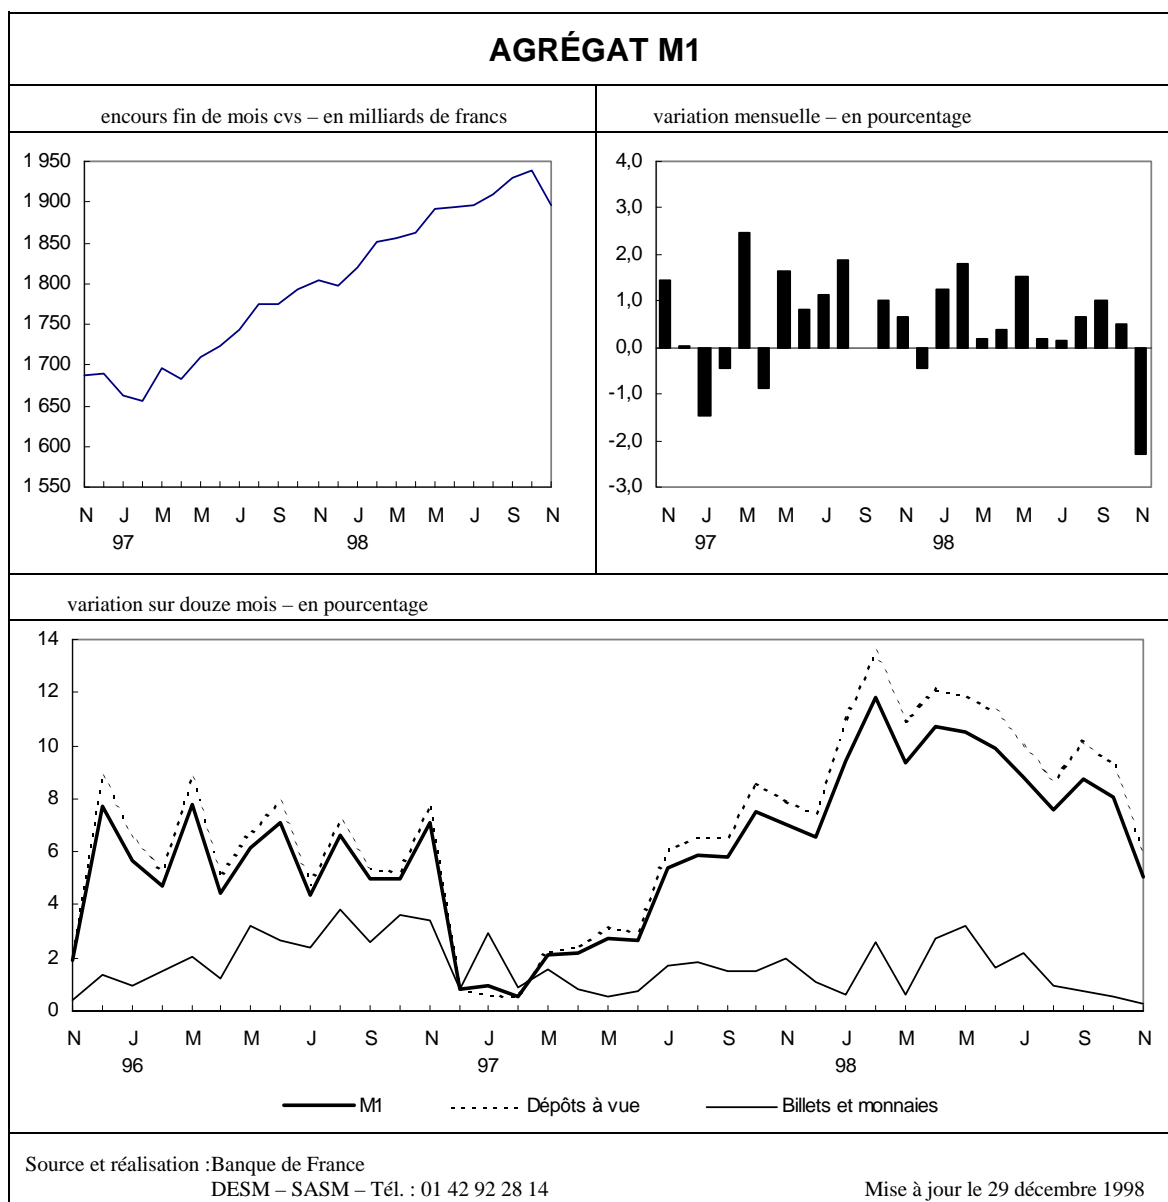 AGRÉGAT M1
encours fin de mois cvs – en milliards de francs
1 950
1 900
1 850
1 800
1 750
1 700
1 650
1 600
1 550
N J M M J S N J M M J S N
97 98
variation mensuelle – en pourcentage
4,0
3,0
2,0
1,0
0,0
-1,0
-2,0
-3,0
N J M M J S N J M M J S N
97 98
variation sur douze mois – en pourcentage
14
12
10
8
6
4
2
0
N J M M J S N J M M J S N J M M J S N
96 97 98
M1 Dépôts à vue Billets et monnaies
Source et réalisation :Banque de France
DESM – SASM – Tél. : 01 42 92 28 14 Mise à jour le 29 décembre 1998